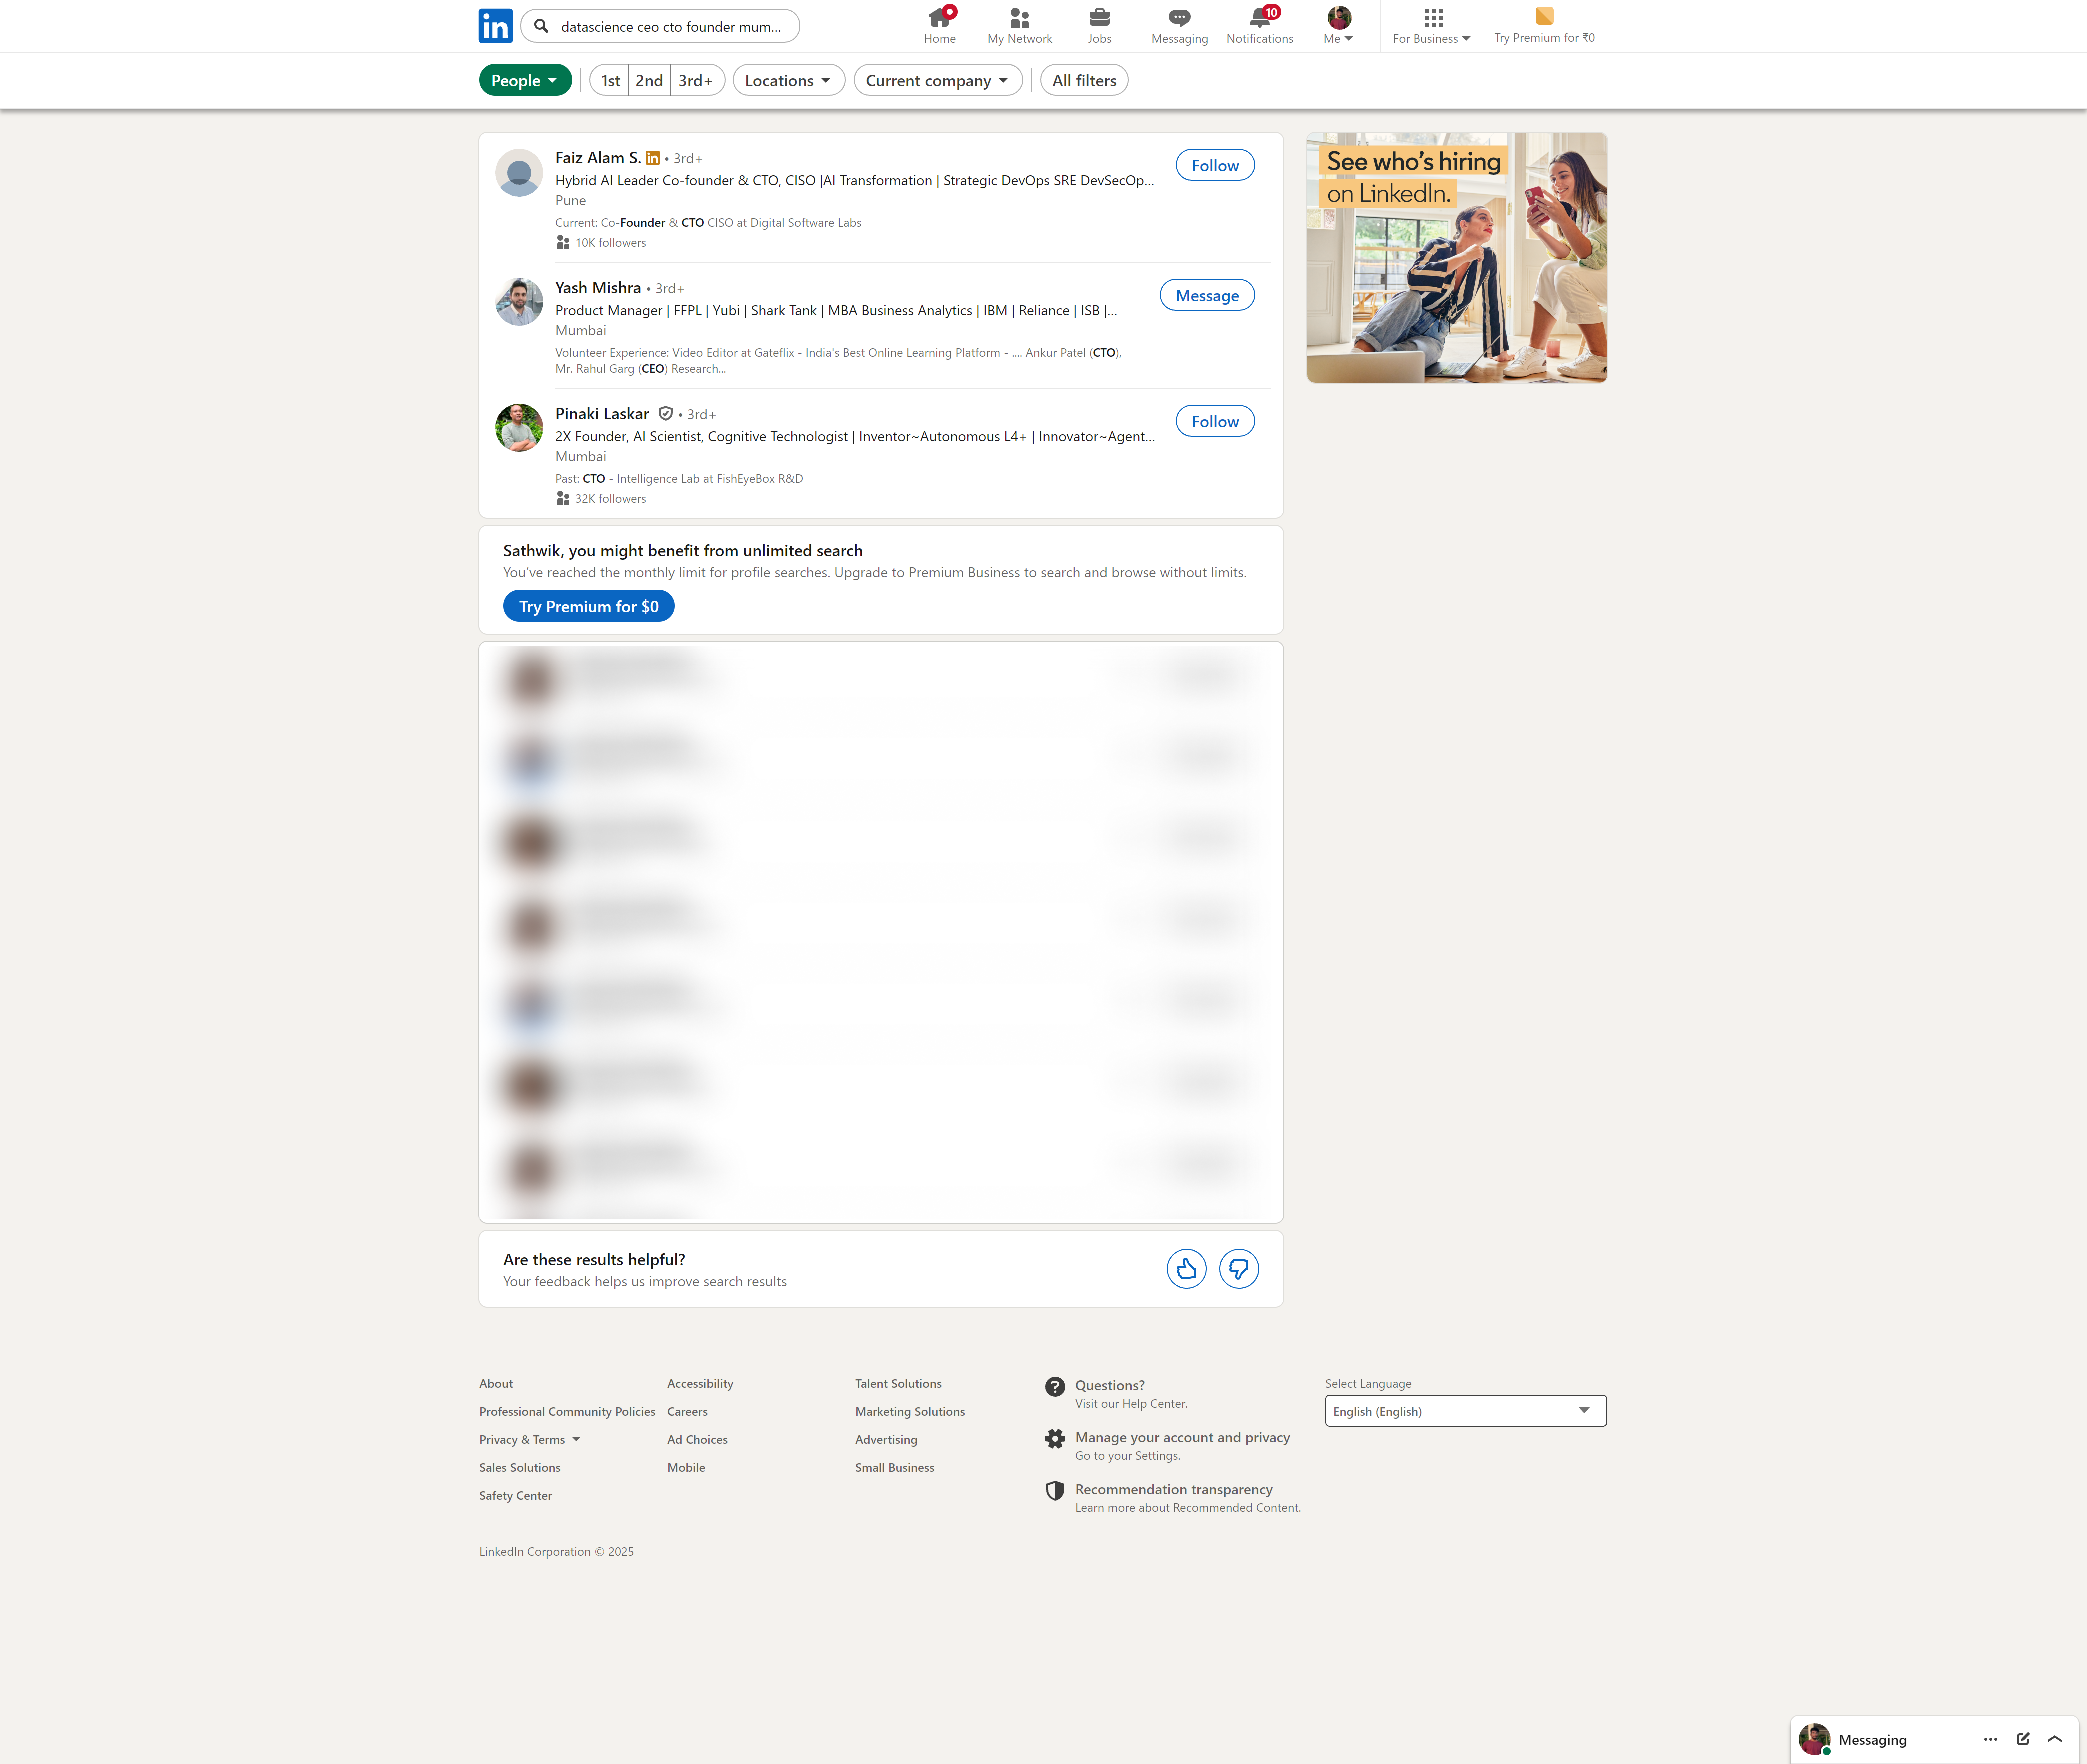 in
datascience ceo cto founder mum...
Home
My Network
Jobs
Messaging
10
Notifications
Me
For Business
Try Premium for ₹0
People
1st
2nd
3rd+
Locations
Current company
All filters
Faiz Alam S. in • 3rd+
Follow
Hybrid AI Leader Co-founder & CTO, CISO |AI Transformation | Strategic DevOps SRE DevSecOp...
Pune
Current: Co-Founder & CTO CISO at Digital Software Labs
10K followers
Yash Mishra • 3rd+
Message
Product Manager | FFPL | Yubi | Shark Tank | MBA Business Analytics | IBM | Reliance | ISB |...
Mumbai
Volunteer Experience: Video Editor at Gateflix - India's Best Online Learning Platform - .... Ankur Patel (CTO),
Mr. Rahul Garg (CEO) Research...
Pinaki Laskar • 3rd+
Follow
2X Founder, AI Scientist, Cognitive Technologist | Inventor~Autonomous L4+ | Innovator~Agent...
Mumbai
Past: CTO - Intelligence Lab at FishEyeBox R&D
32K followers
See who's hiring
on LinkedIn.
Sathwik, you might benefit from unlimited search
You've reached the monthly limit for profile searches. Upgrade to Premium Business to search and browse without limits.
Try Premium for $0
Are these results helpful?
Your feedback helps us improve search results
About
Professional Community Policies
Privacy & Terms
Sales Solutions
Safety Center
Accessibility
Careers
Ad Choices
Mobile
Talent Solutions
Marketing Solutions
Advertising
Small Business
Questions?
Visit our Help Center.
Manage your account and privacy
Go to your Settings.
Recommendation transparency
Learn more about Recommended Content.
Select Language
English (English)
LinkedIn Corporation © 2025
Messaging